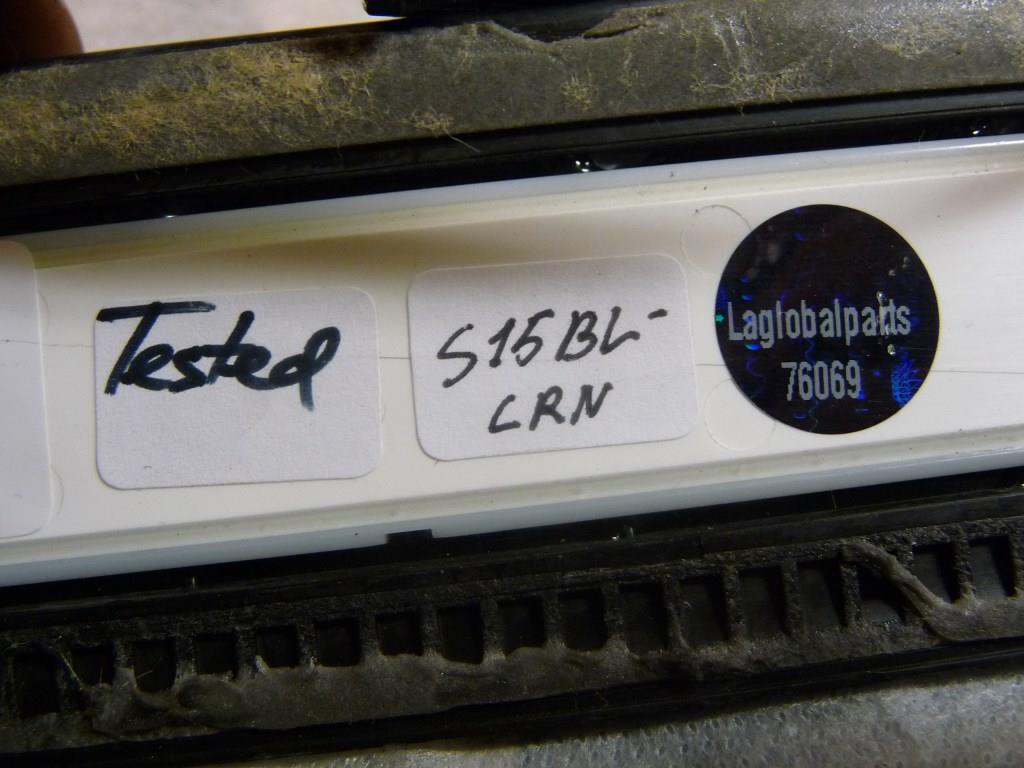 Tested
S15BL-
CRN
Laglobalparts
76069